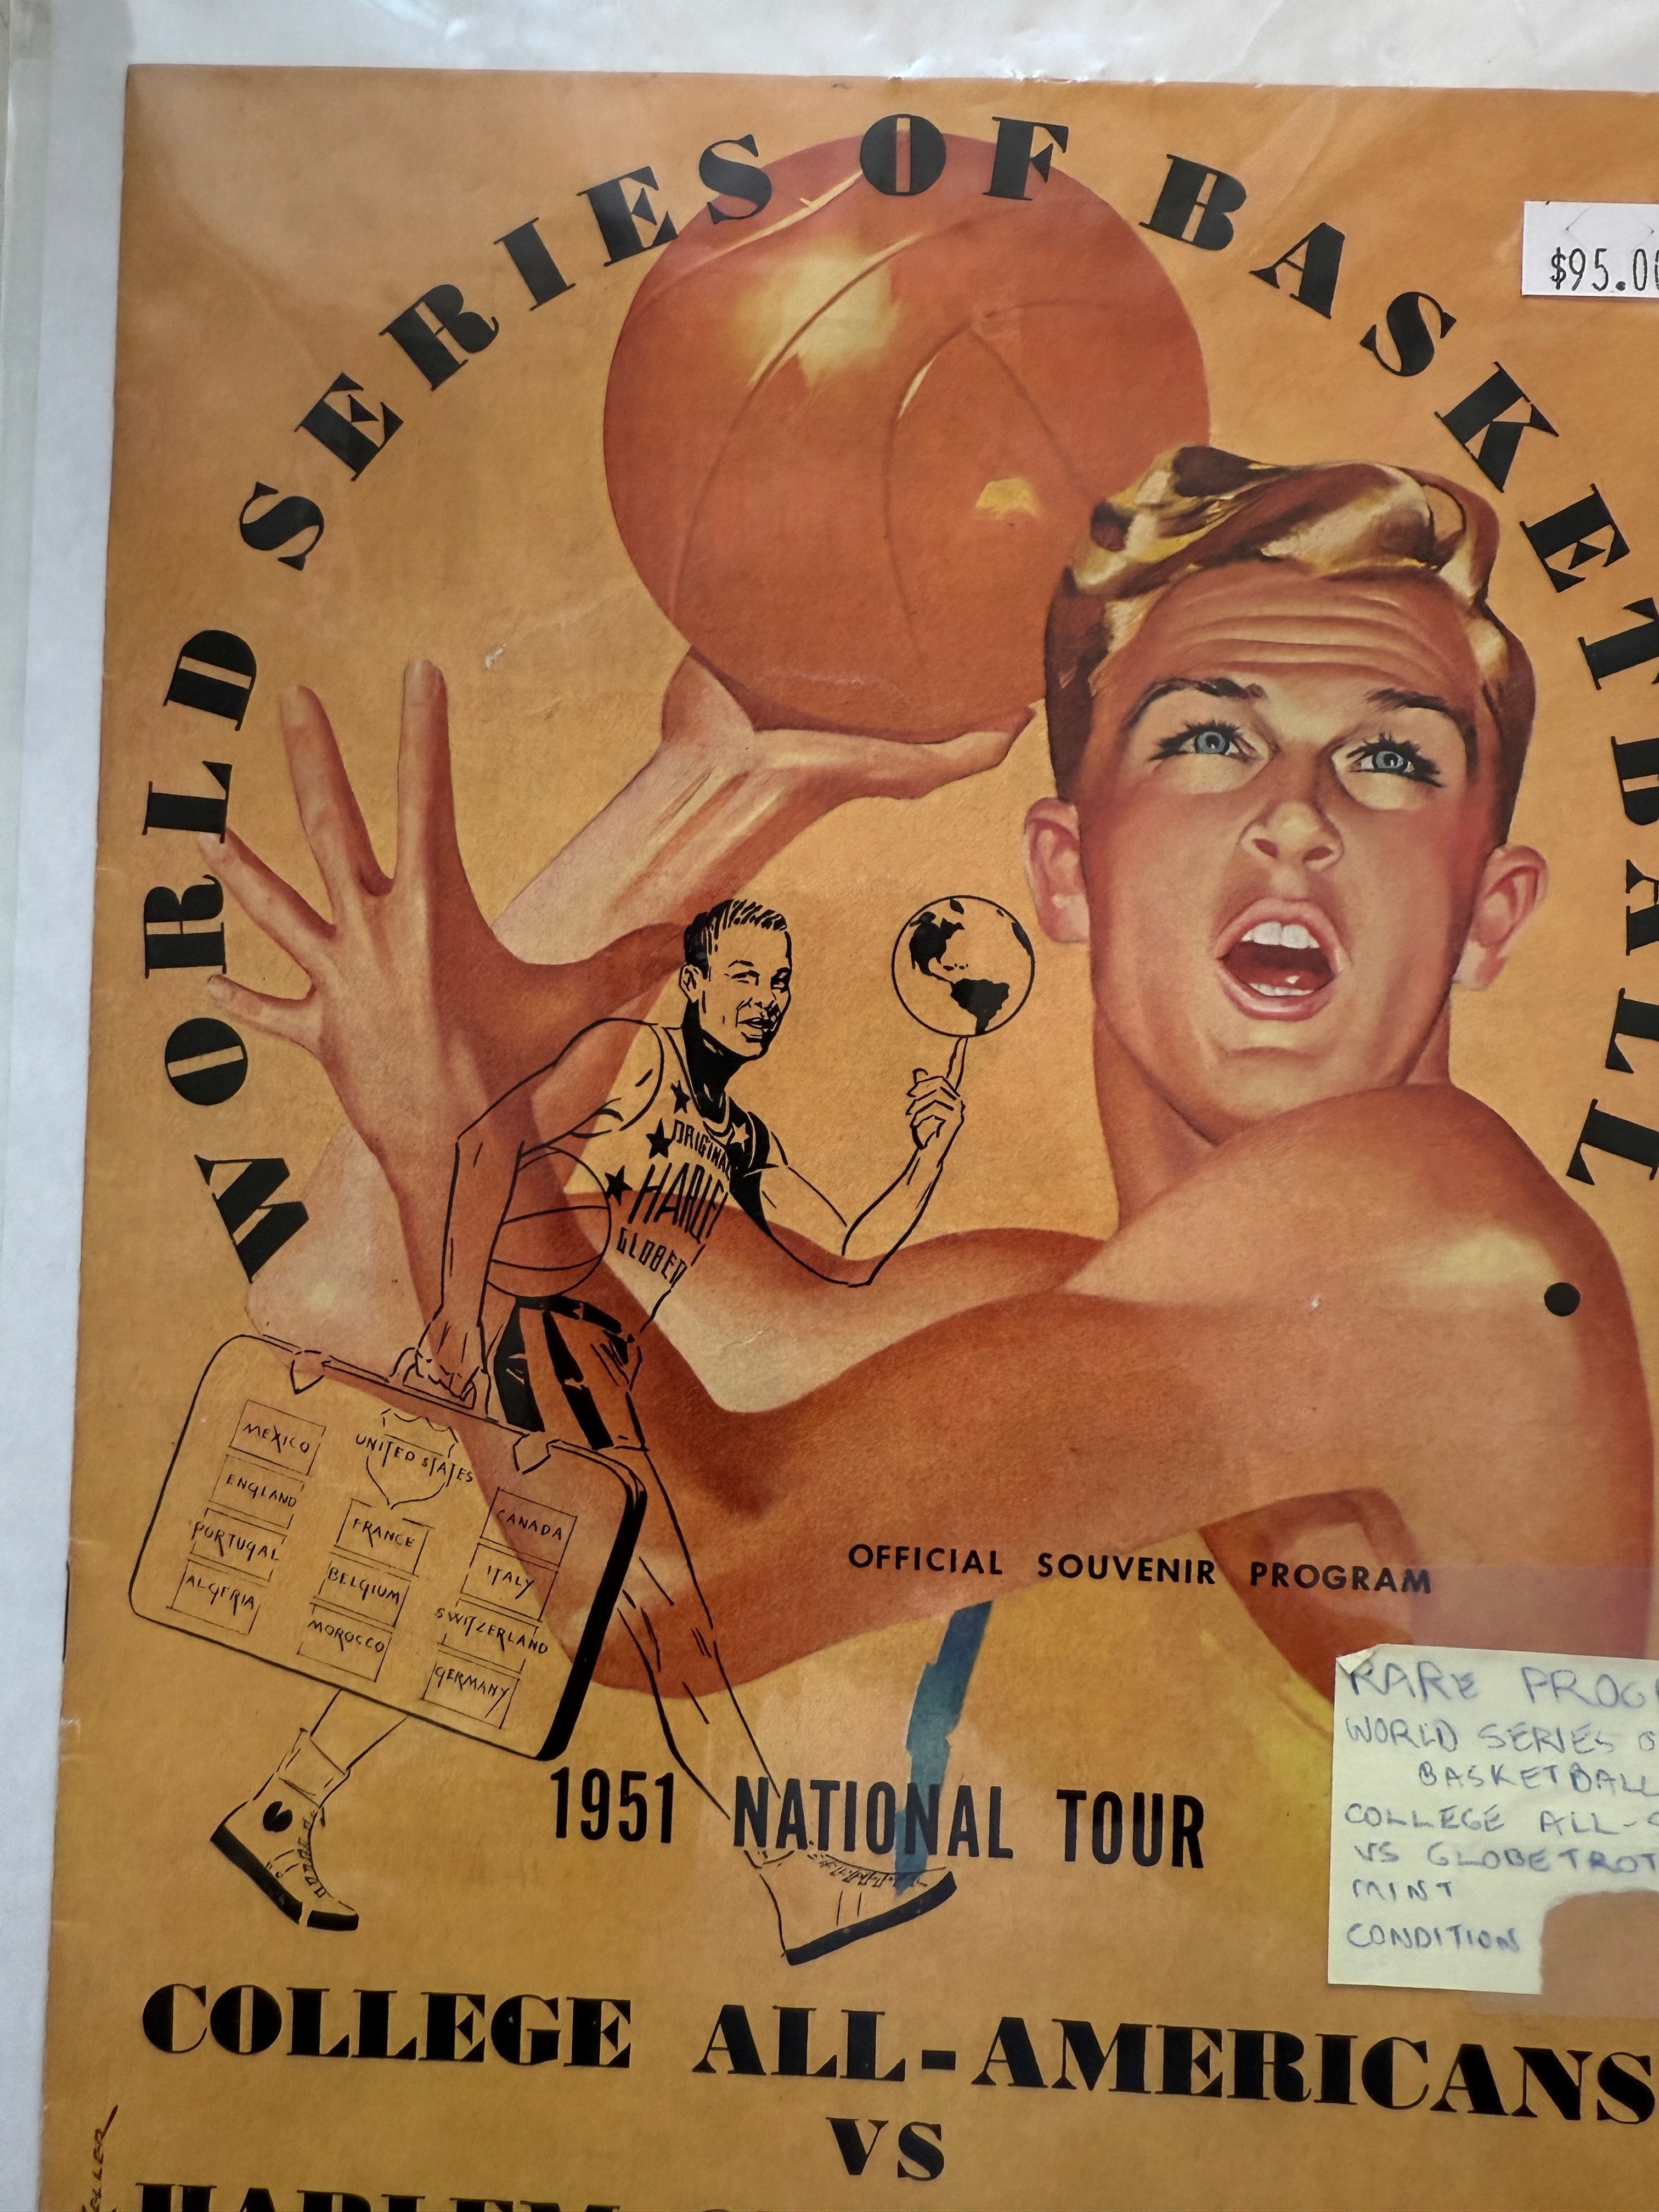 WORLD SERIES OF BASKETBALL
$95.00
ORIGINAL
HARLE
GLOBET
MEXICO
ENGLAND
PORTUGAL
ALGERIA
UNITED STATES
FRANCE
BELGIUM
MOROCCO
CANADA
ITALY
SWITZERLAND
GERMANY
OFFICIAL SOUVENIR PROGRAM
1951 NATIONAL TOUR
RARE PROG
WORLD SERIES O
BASKETBALL
COLLEGE ALL-S
VS GLOBETROT
MINT
CONDITION
COLLEGE ALL-AMERICANS
VS
HARLEM